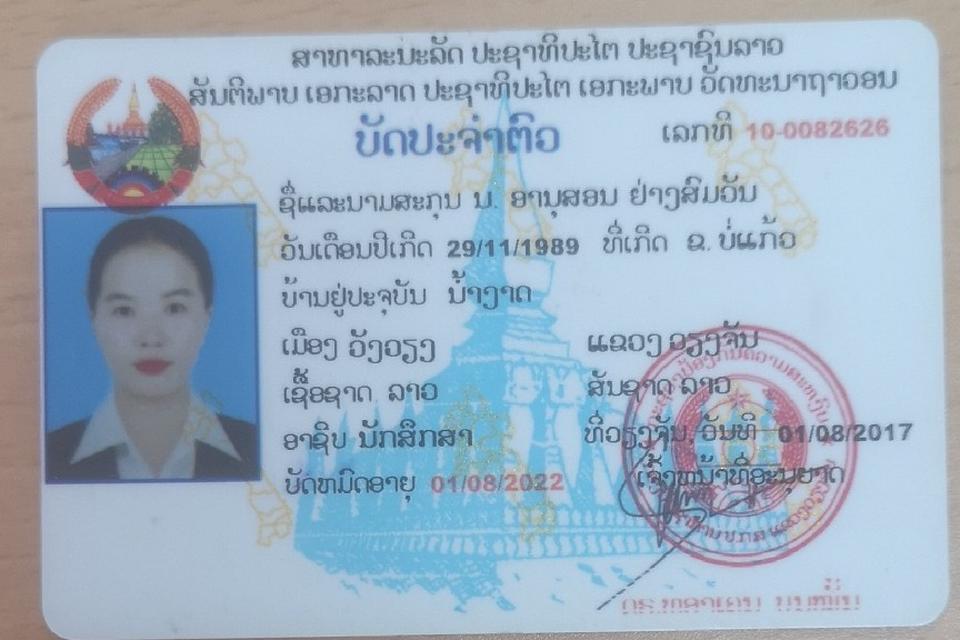 ສາທາລະນະລັດ ປະຊາທິປະໄຕ ປະຊາຊົນລາວ
ສັນຕິພາບ ເອກະລາດ ປະຊາທິປະໄຕ ເອກະພາບ ວັດທະນາຖາວອນ
ບັດປະຈຳຕົວ ເລກທີ 10-0082626
ຊື່ແລະນາມສະກຸນ ນ. ອານຸສອນ ຢ່າງສົມວັນ
ວັນເດືອນປີເກີດ 29/11/1989 ທີ່ເກີດ ຂ. ບໍ່ແກ້ວ
ບ້ານຢູ່ປະຈຸບັນ ນ້ຳງາດ
ເມືອງ ວັງວຽງ ແຂວງ ວຽງຈັນ
ເຊື້ອຊາດ ລາວ ສັນຊາດ ລາວ
ອາຊີບ ນັກສຶກສາ ທີ່ວຽງຈັນ, ວັນທີ 01/08/2017
ບັດຫມົດອາຍຸ 01/08/2022 ເຈົ້າຫນ້າທີ່ອະນຸຍາດ